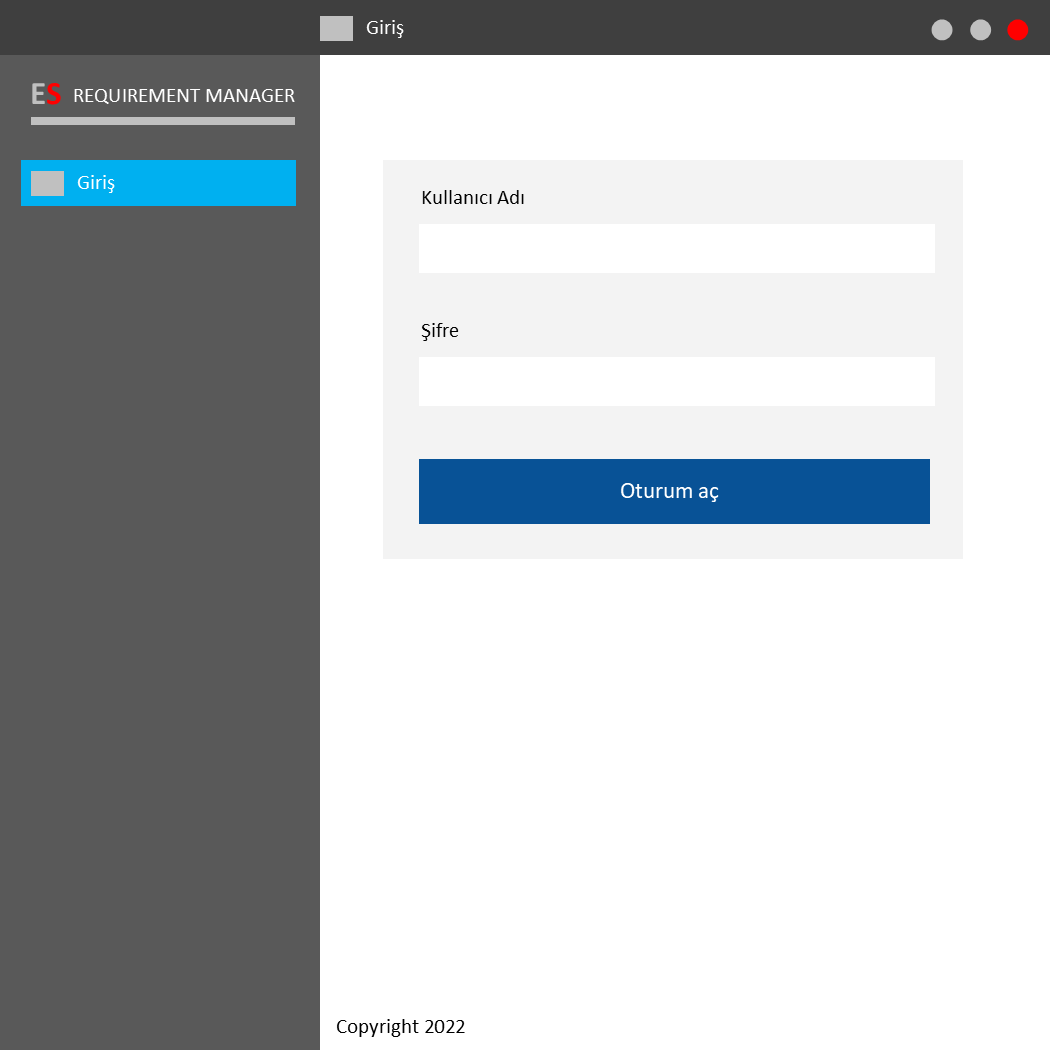 Giriş
ES REQUIREMENT MANAGER
Giriş
Kullanıcı Adı
Şifre
Oturum aç
Copyright 2022